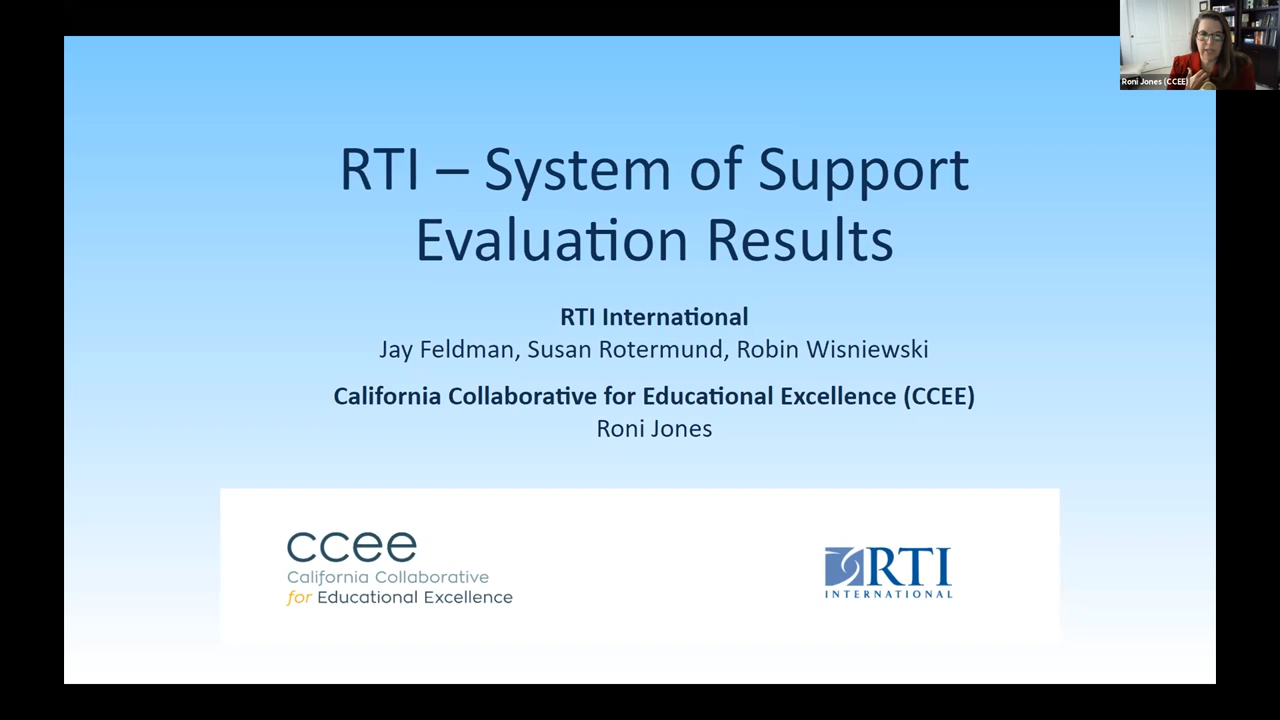 Roni Jones (CCEE)
RTI – System of Support
Evaluation Results
RTI International
Jay Feldman, Susan Rotermund, Robin Wisniewski
California Collaborative for Educational Excellence (CCEE)
Roni Jones
ccee
California Collaborative
for Educational Excellence
RTI
INTERNATIONAL